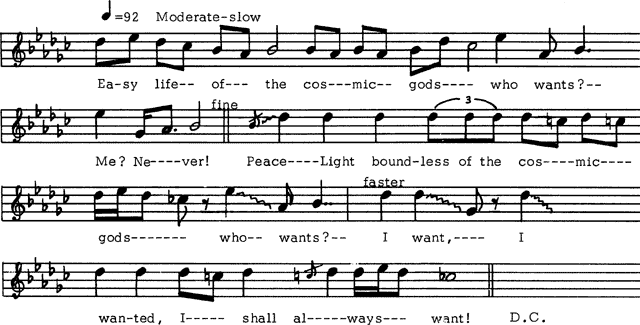 ♩=92 Moderate-slow
Ea-sy life-- of--- the cos---mic-- gods---- who wants?--
fine
Me? Ne----ver! Peace----Light bound-less of the cos----mic----
3
gods------- who-- wants?-- I want,---- I
faster
wan-ted, I----- shall al-----ways--- want! D.C.